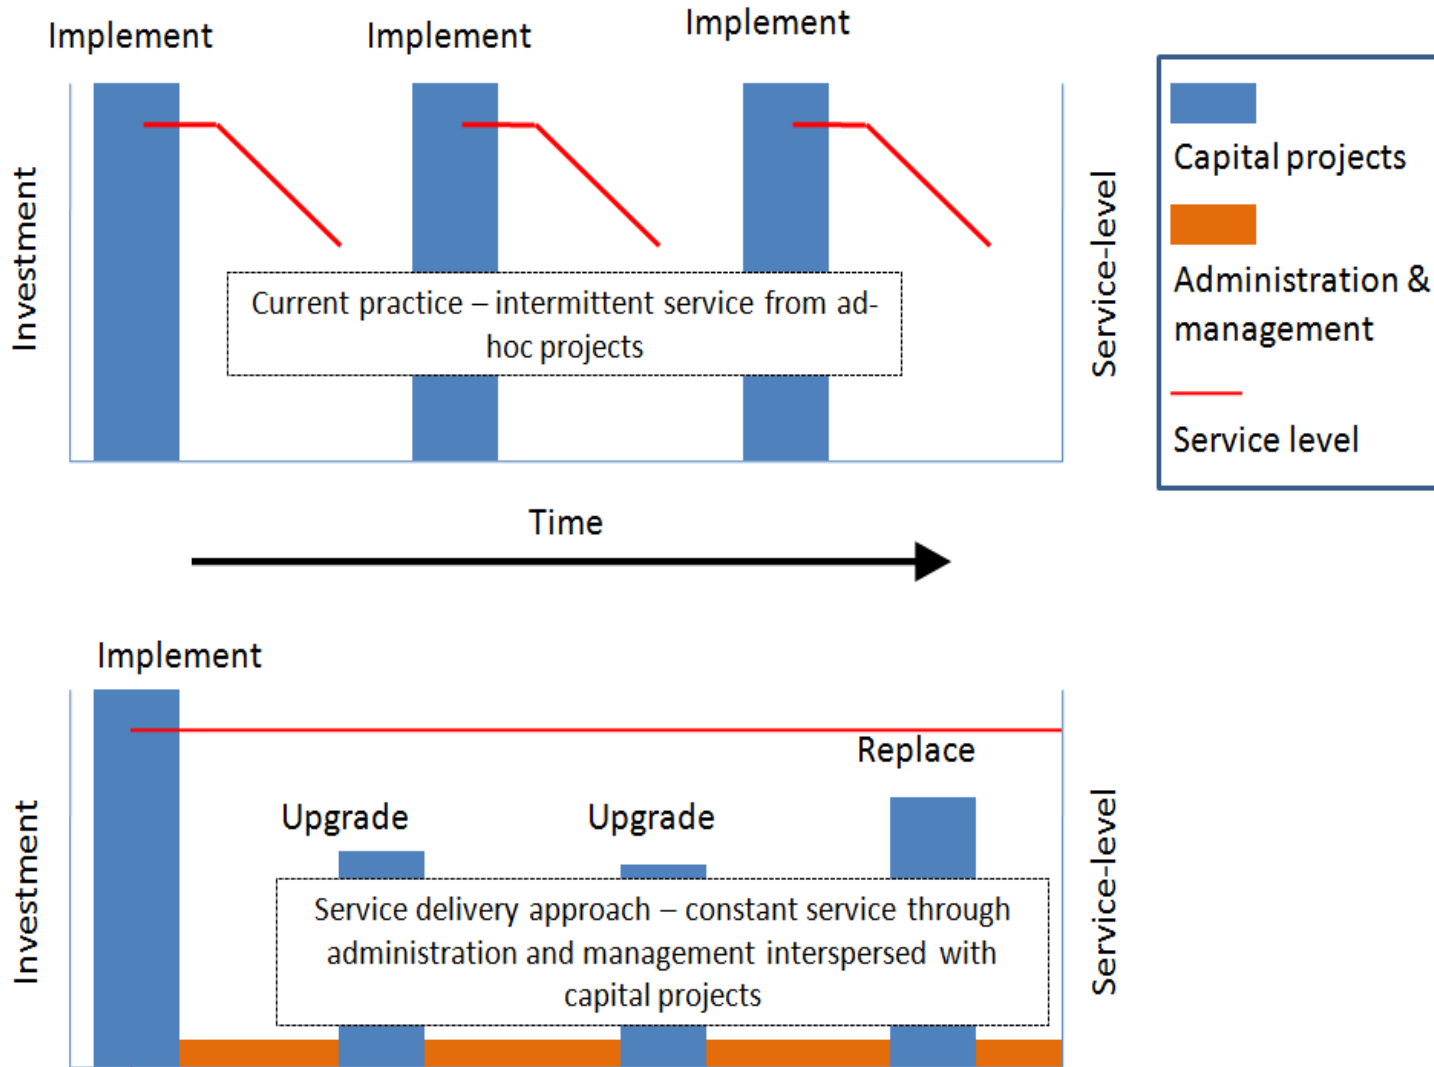 Implement
Implement
Implement
Investment
Service-level
Current practice – intermittent service from ad-
hoc projects
Capital projects
Administration &
management
Service level
Time
Implement
Investment
Service-level
Upgrade
Upgrade
Replace
Service delivery approach – constant service through
administration and management interspersed with
capital projects